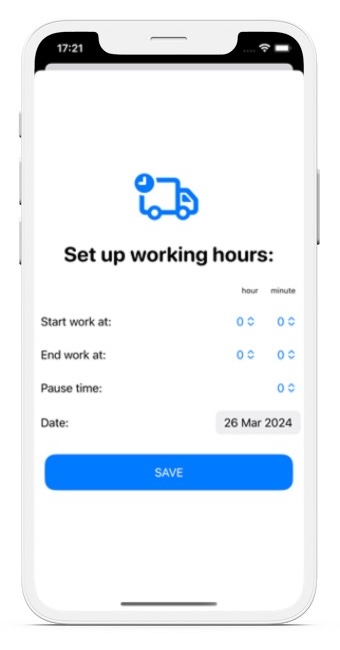 17:21
Set up working hours:
hour minute
Start work at: 0 0
End work at: 0 0
Pause time: 0
Date: 26 Mar 2024
SAVE